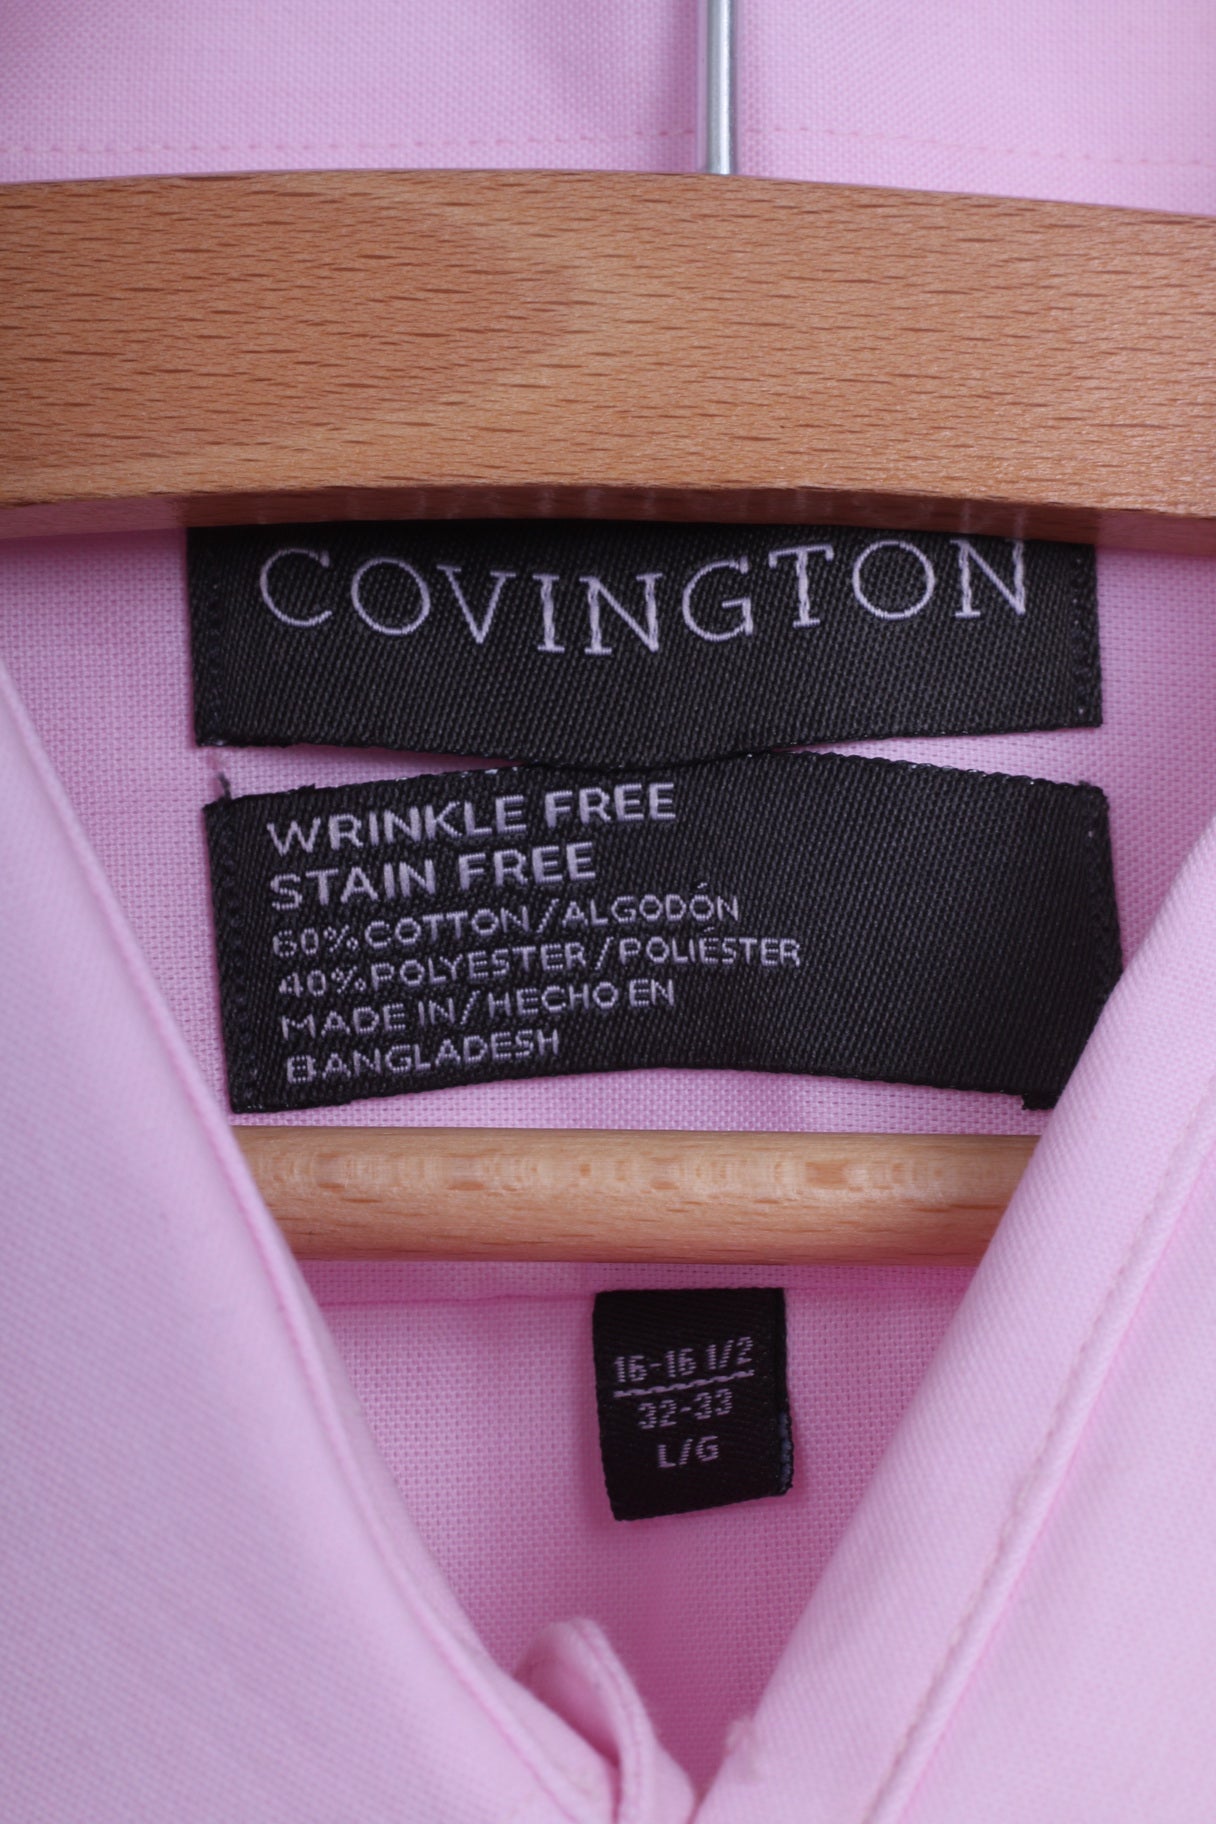 COVINGTON
WRINKLE FREE
STAIN FREE
60% COTTON/ALGODÓN
40% POLYESTER/POLIÉSTER
MADE IN/HECHO EN
BANGLADESH
16-16 1/2
32-33
L/G